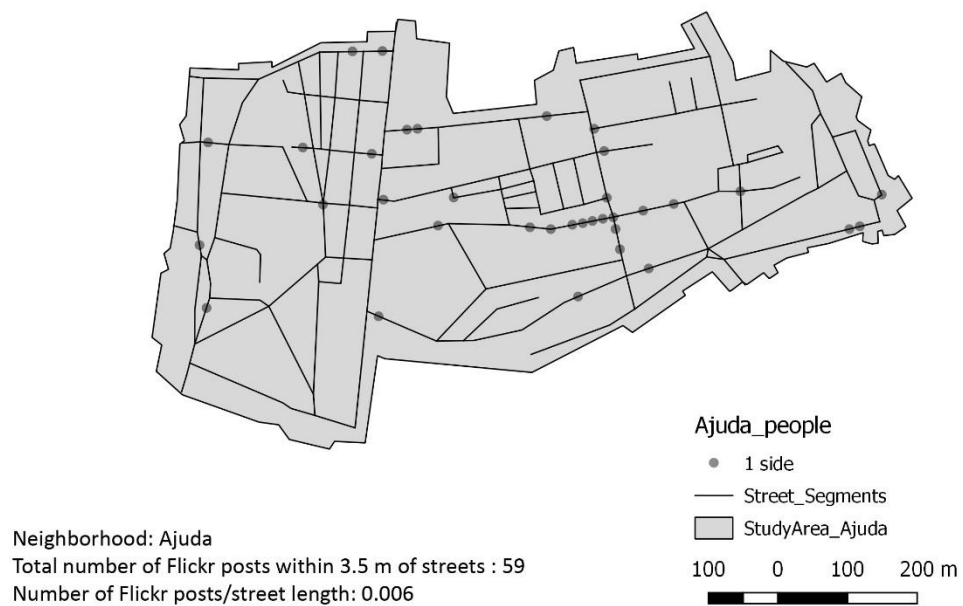 Ajuda_people
1 side
Street_Segments
StudyArea_Ajuda
Neighborhood: Ajuda
Total number of Flickr posts within 3.5 m of streets : 59
Number of Flickr posts/street length: 0.006
100 0 100 200 m